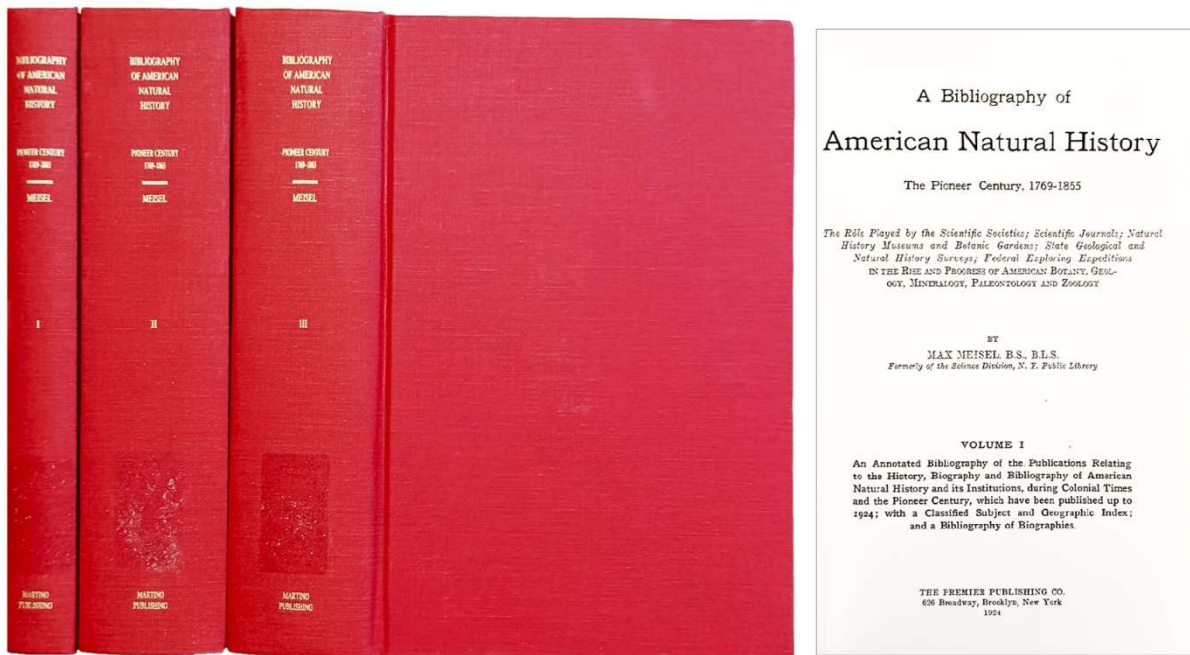 BIBLIOGRAPHY
OF AMERICAN
NATURAL
HISTORY
PIONEER CENTURY
1769-1865
MEISEL
I
MARTINO
PUBLISHING
BIBLIOGRAPHY
OF AMERICAN
NATURAL
HISTORY
PIONEER CENTURY
1769-1865
MEISEL
II
MARTINO
PUBLISHING
BIBLIOGRAPHY
OF AMERICAN
NATURAL
HISTORY
PIONEER CENTURY
1769-1865
MEISEL
III
MARTINO
PUBLISHING
A Bibliography of
American Natural History
The Pioneer Century, 1769-1865
The Rôle Played by the Scientific Societies; Scientific Journals; Natural
History Museums and Botanic Gardens; State Geological and
Natural History Surveys; Federal Exploring Expeditions
IN THE RISE AND PROGRESS OF AMERICAN BOTANY, GEOL-
OGY, MINERALOGY, PALEONTOLOGY AND ZOOLOGY
BY
MAX MEISEL, B.S., B.L.S.
Formerly of the Science Division, N. Y. Public Library
VOLUME I
An Annotated Bibliography of the Publications Relating
to the History, Biography and Bibliography of American
Natural History and its Institutions, during Colonial Times
and the Pioneer Century, which have been published up to
1924; with a Classified Subject and Geographic Index;
and a Bibliography of Biographies.
THE PREMIER PUBLISHING CO.
626 Broadway, Brooklyn, New York
1924